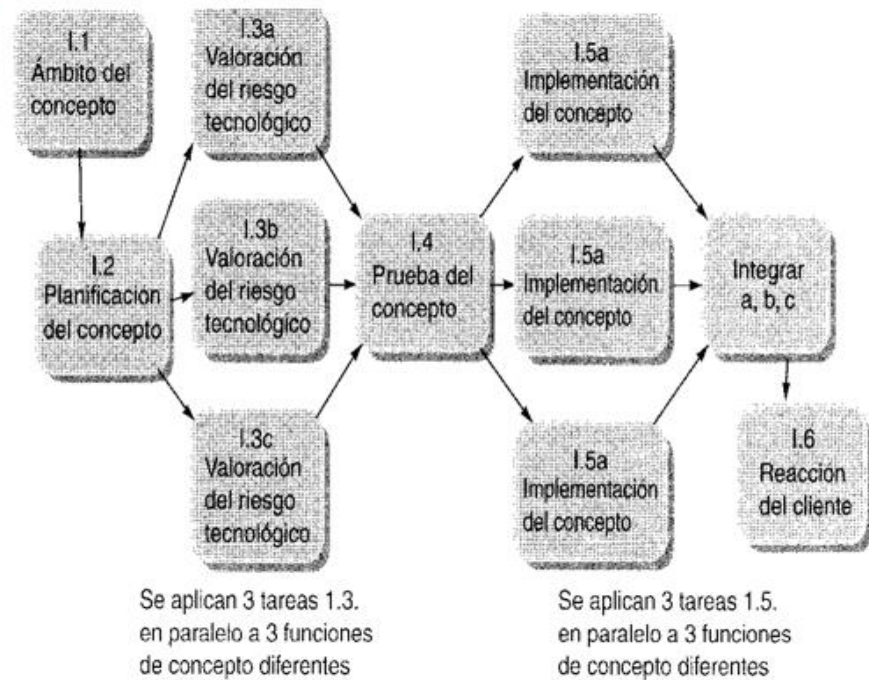 I.1
Ámbito del
concepto
I.2
Planificación
del concepto
I.3a
Valoración
del riesgo
tecnológico
I.3b
Valoración
del riesgo
tecnológico
I.3c
Valoración
del riesgo
tecnológico
I.4
Prueba del
concepto
I.5a
Implementación
del concepto
I.5a
Implementación
del concepto
I.5a
Implementación
del concepto
Integrar
a, b, c
I.6
Reacción
del cliente
Se aplican 3 tareas 1.3.
en paralelo a 3 funciones
de concepto diferentes
Se aplican 3 tareas 1.5.
en paralelo a 3 funciones
de concepto diferentes